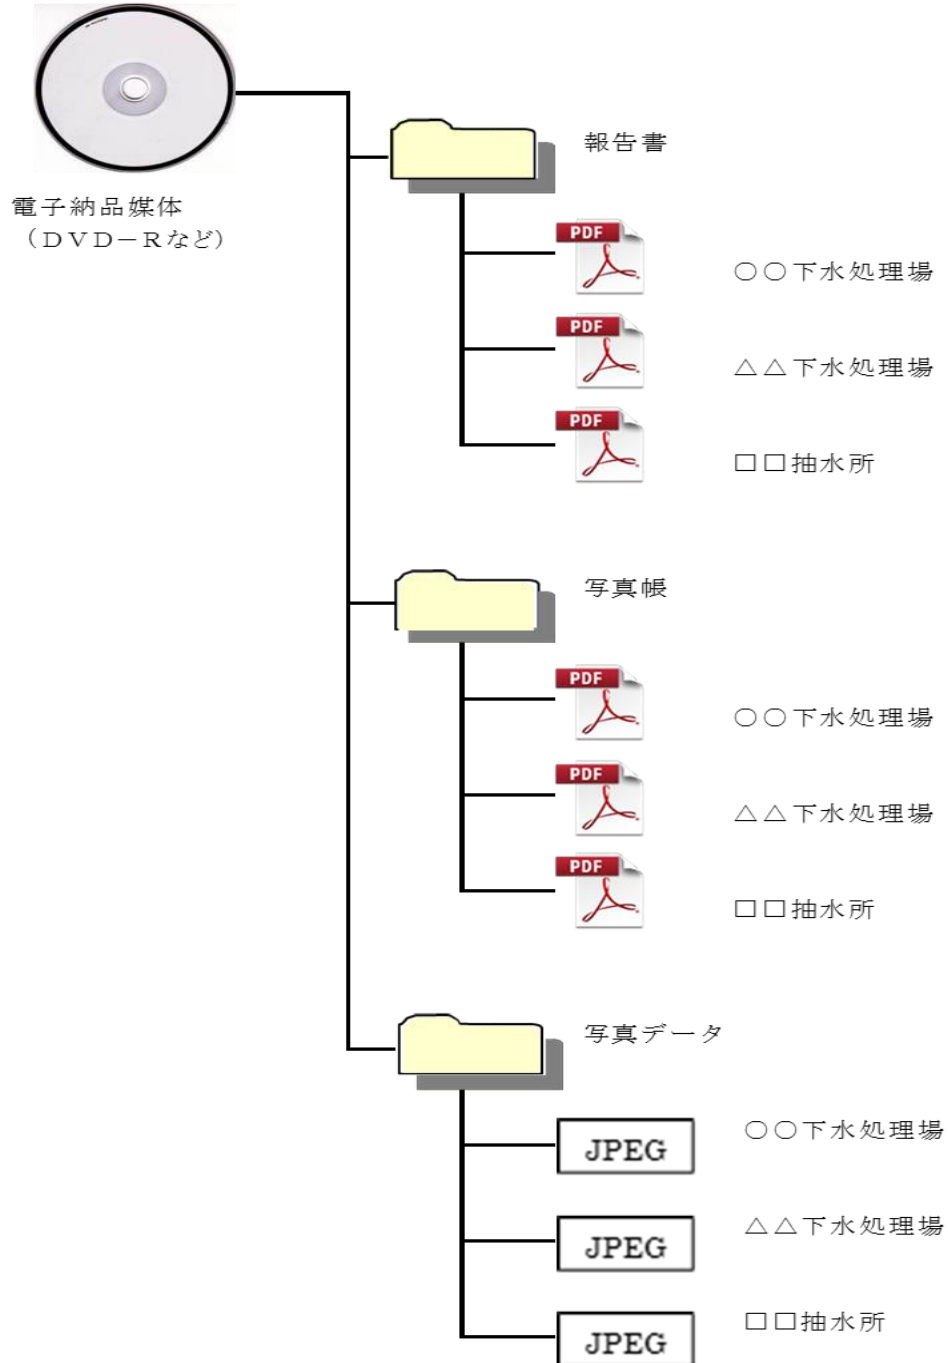 電子納品媒体
（ＤＶＤ－Ｒなど）
報告書
PDF
○○下水処理場
PDF
△△下水処理場
PDF
□□抽水所
写真帳
PDF
○○下水処理場
PDF
△△下水処理場
PDF
□□抽水所
写真データ
JPEG
○○下水処理場
JPEG
△△下水処理場
JPEG
□□抽水所